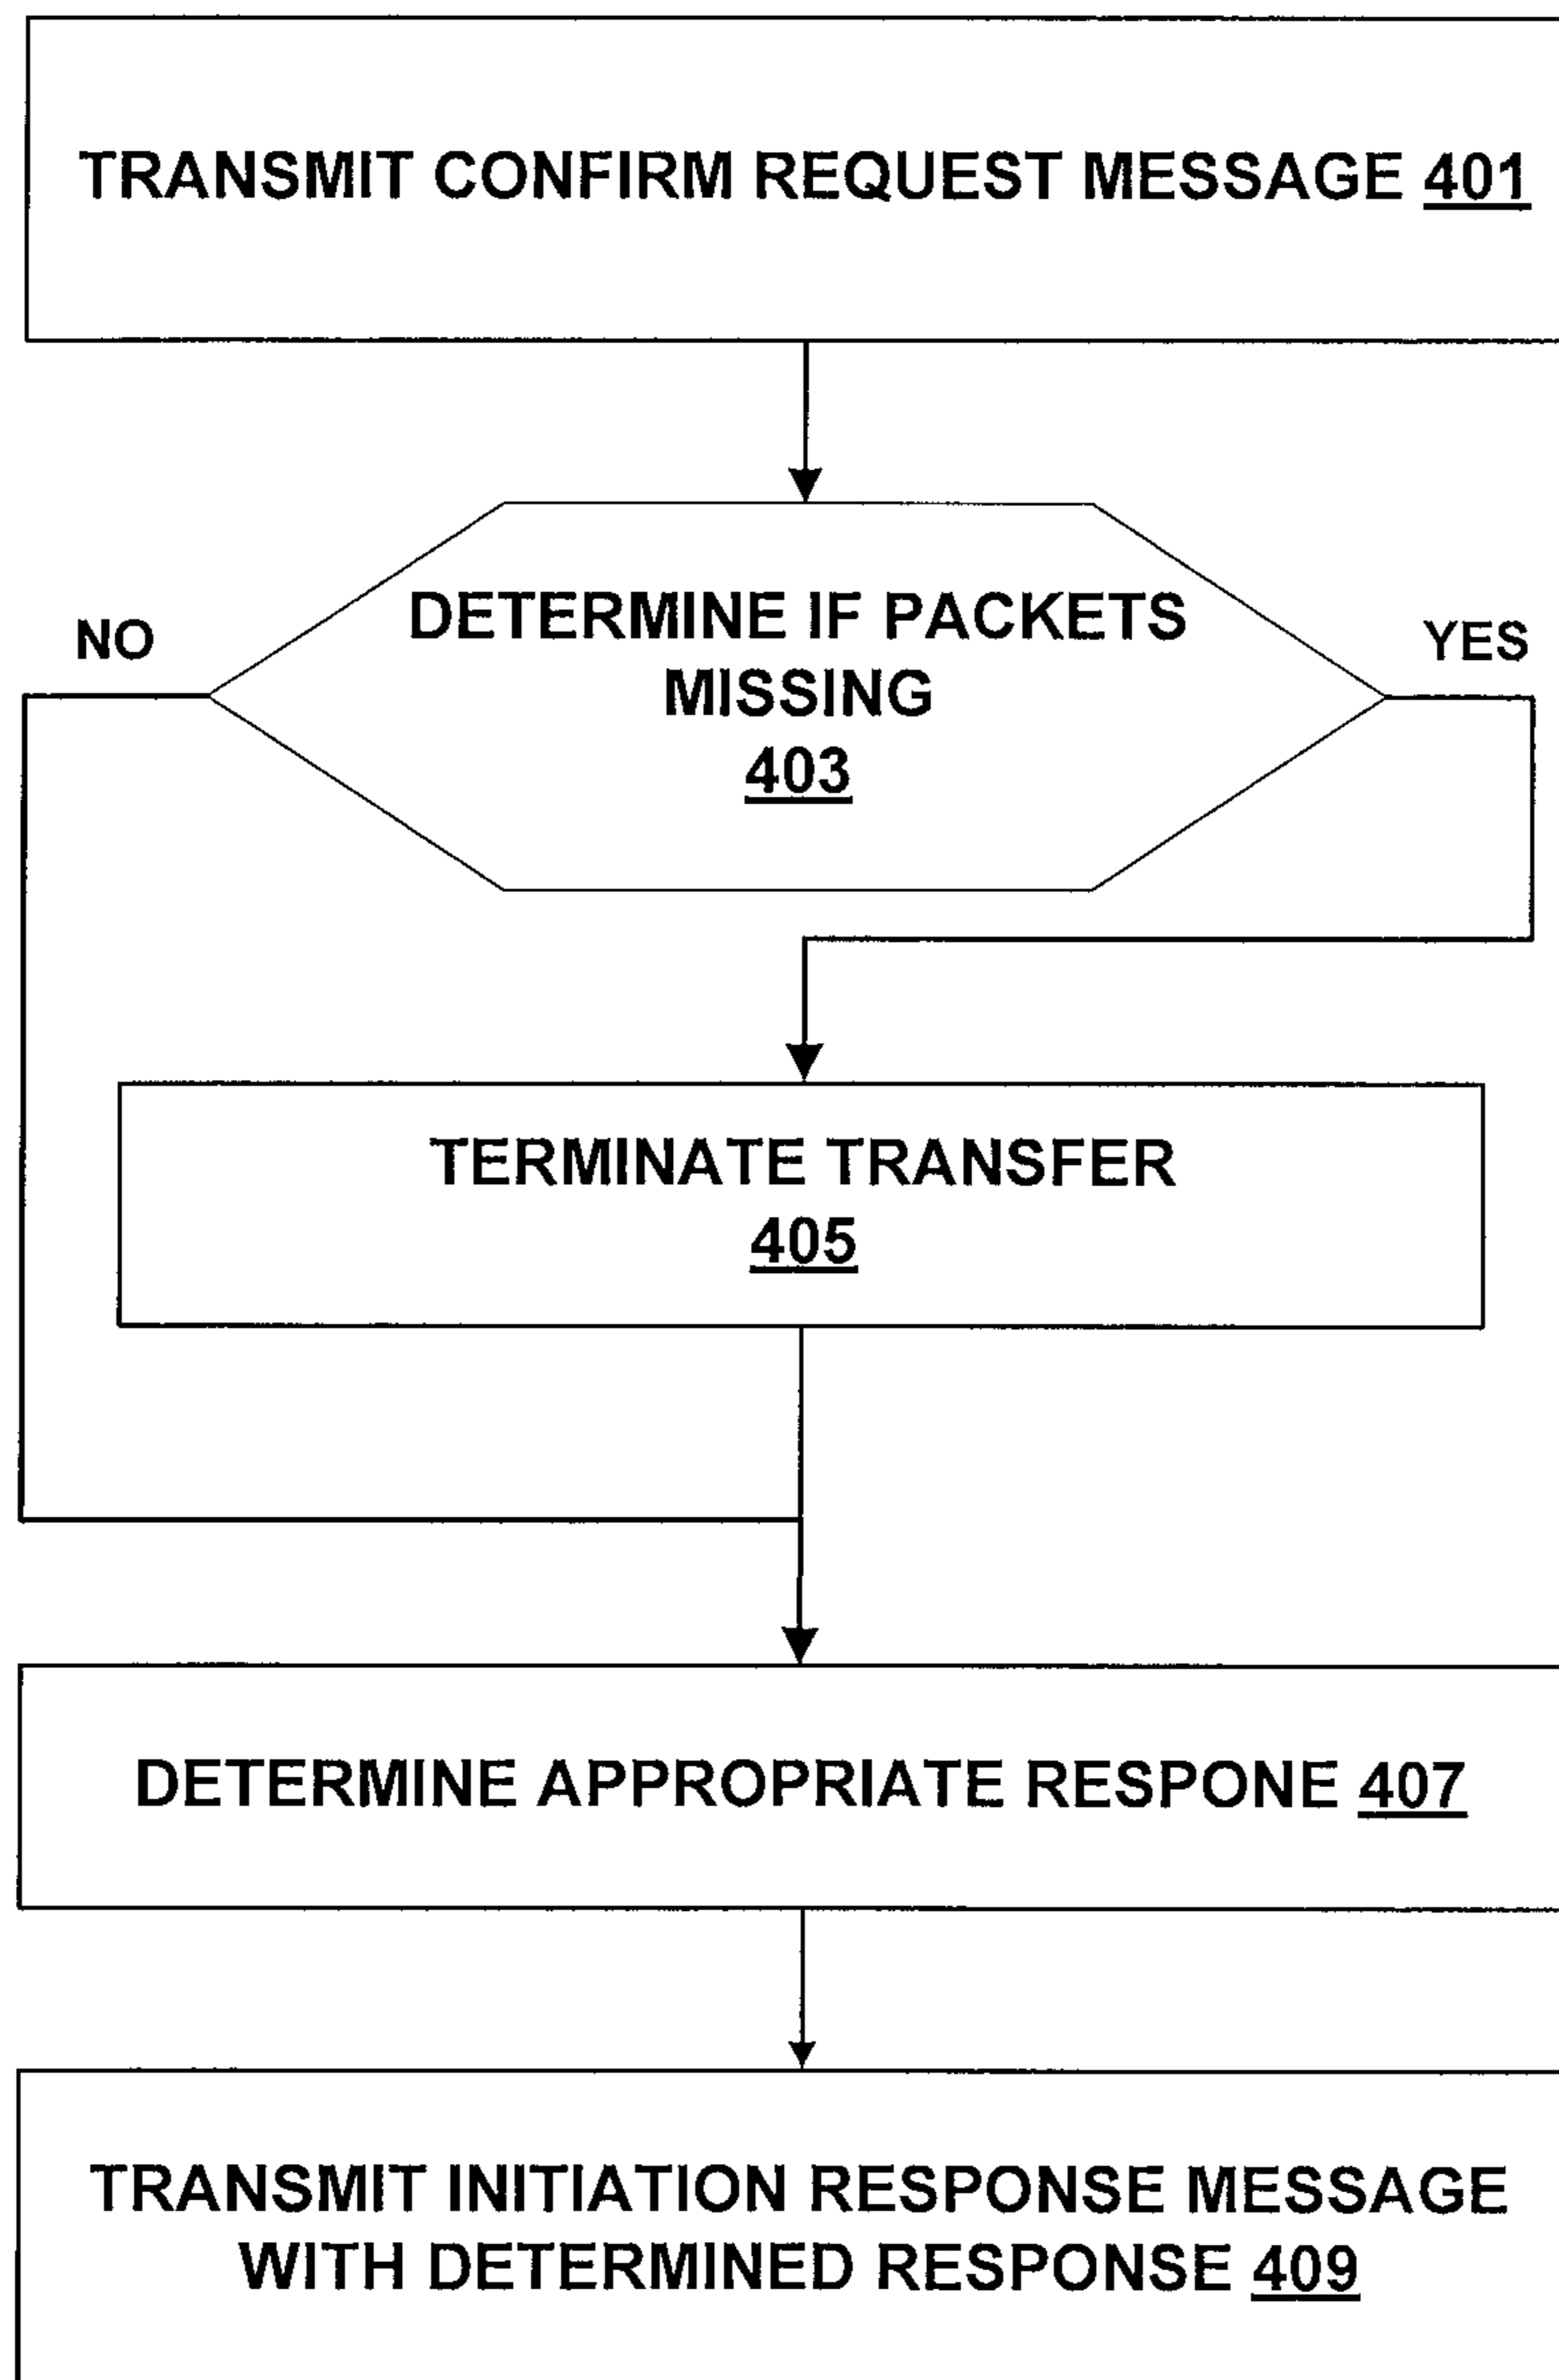 TRANSMIT CONFIRM REQUEST MESSAGE 401
DETERMINE IF PACKETS
MISSING
403
NO
YES
TERMINATE TRANSFER
405
DETERMINE APPROPRIATE RESPONE 407
TRANSMIT INITIATION RESPONSE MESSAGE
WITH DETERMINED RESPONSE 409